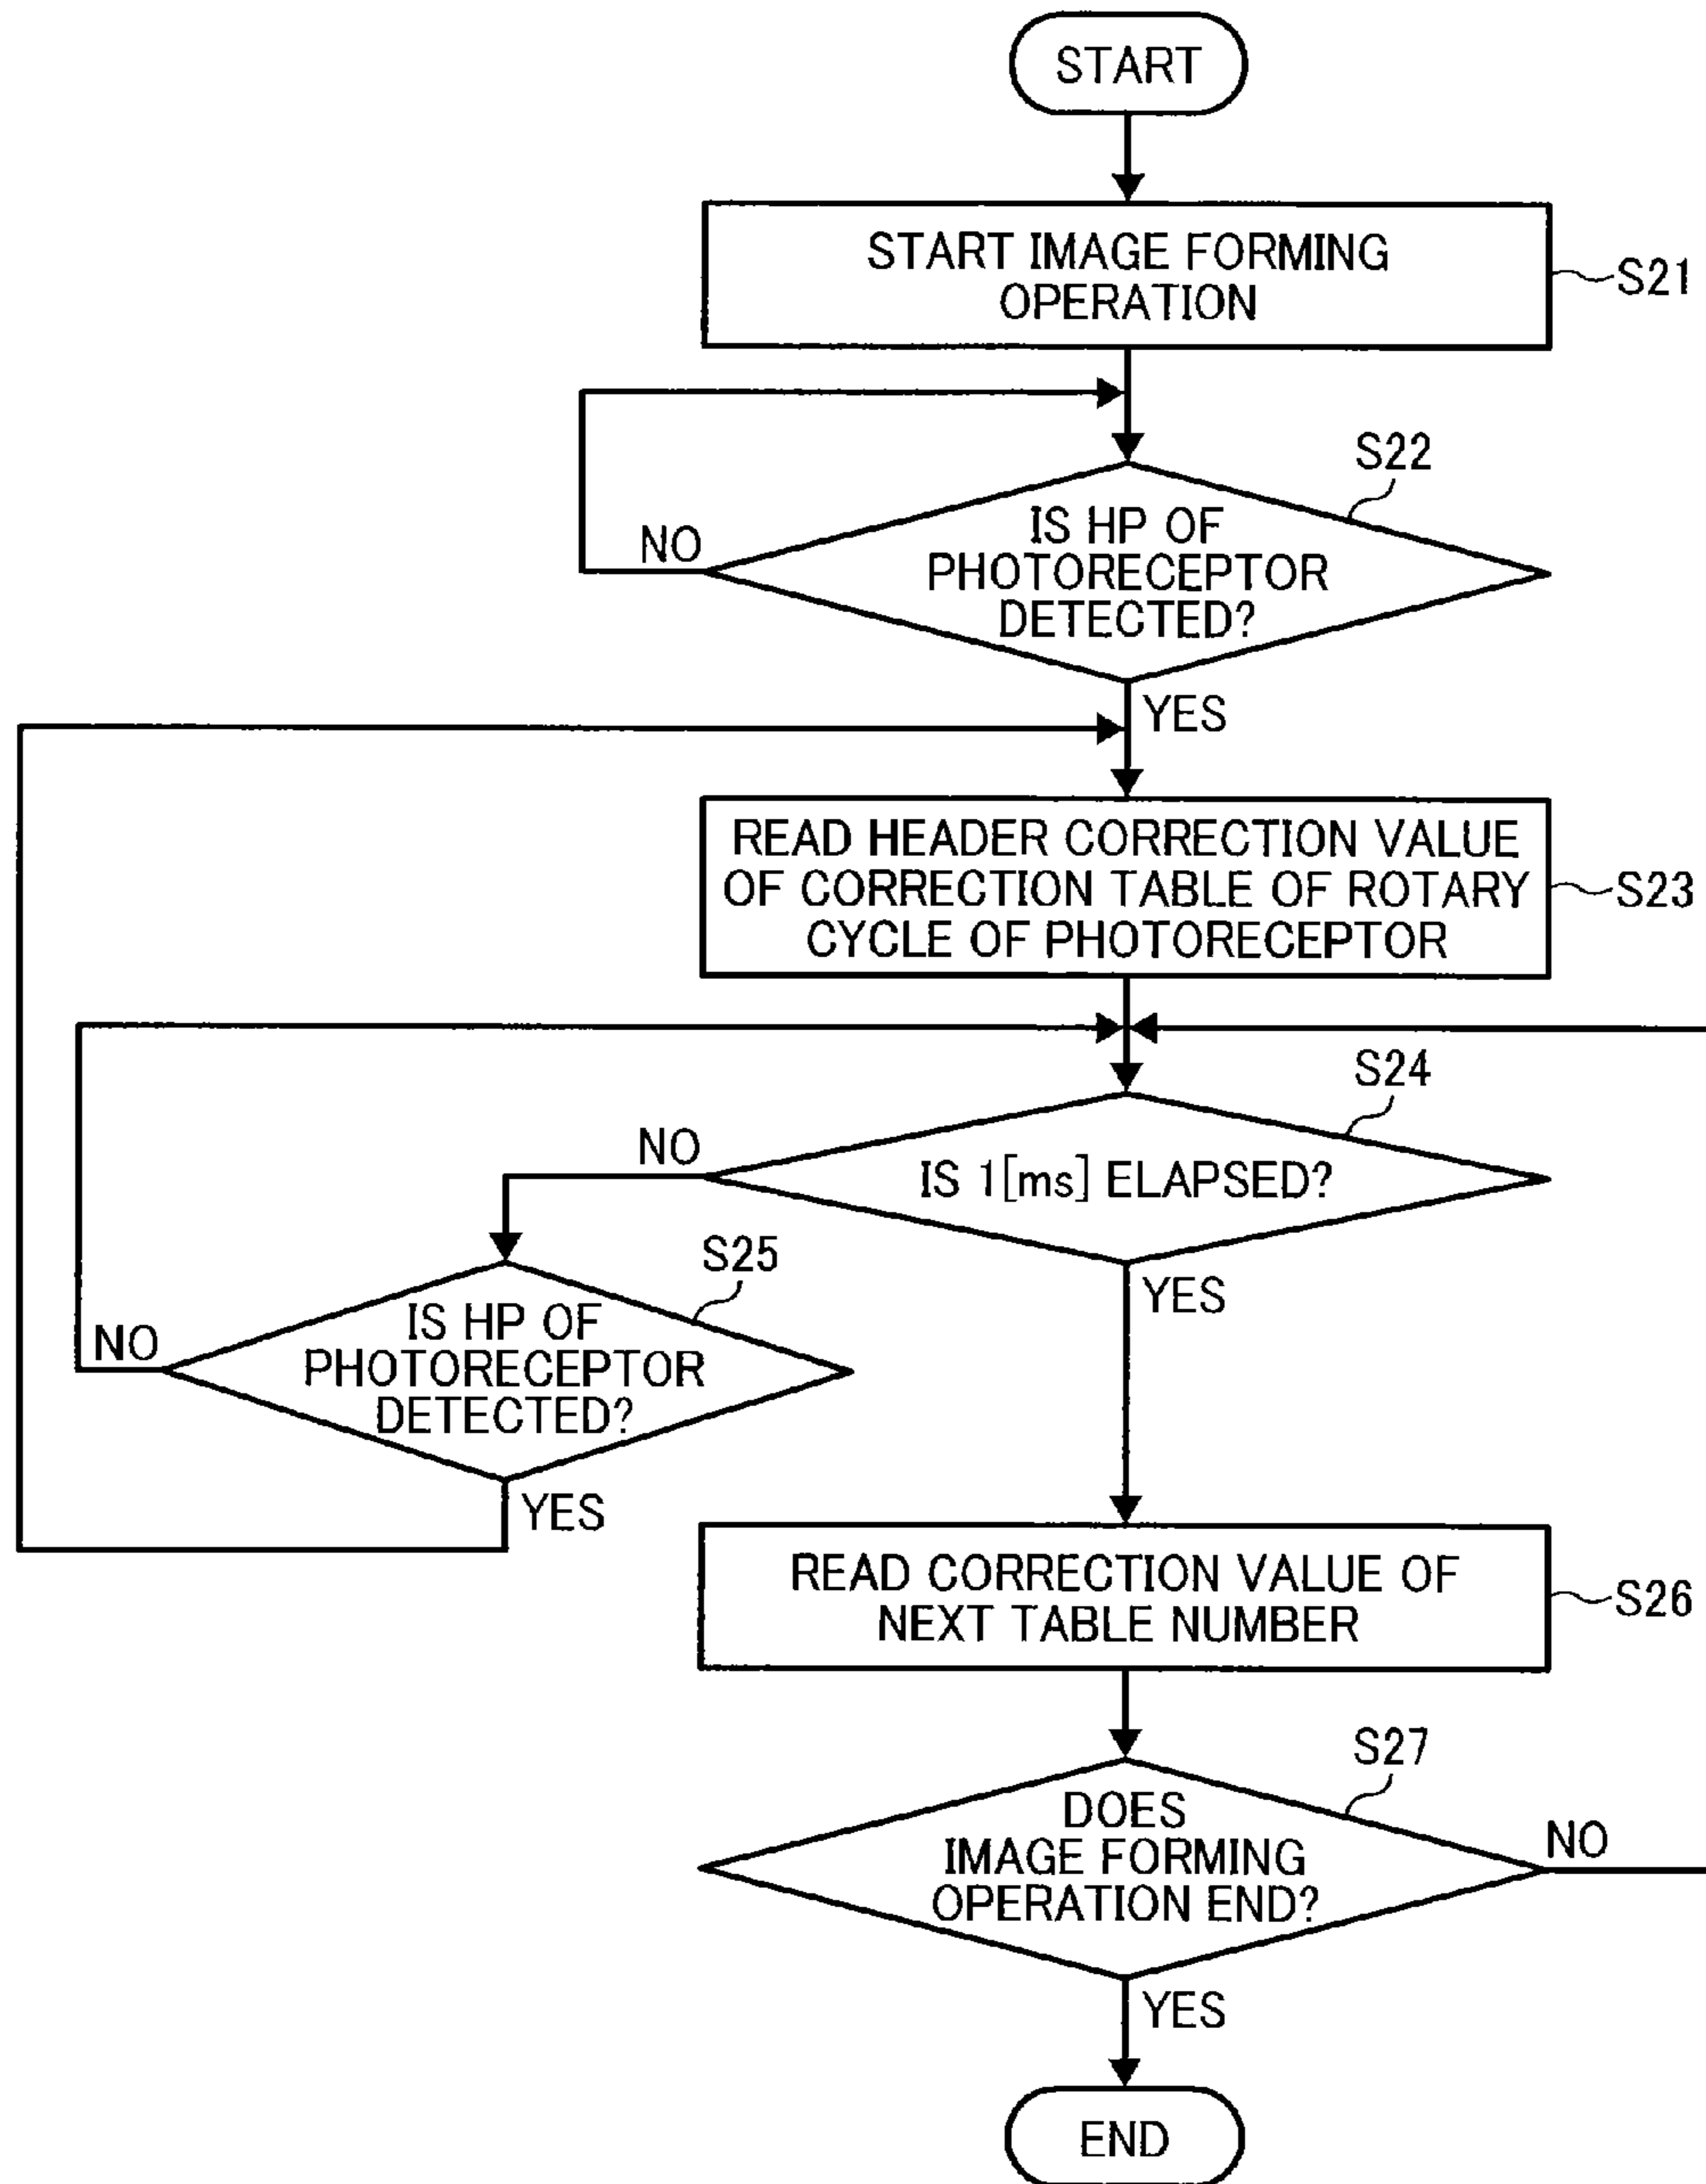 START
START IMAGE FORMING
OPERATION
S21
S22
IS HP OF
PHOTORECEPTOR
DETECTED?
NO
YES
READ HEADER CORRECTION VALUE
OF CORRECTION TABLE OF ROTARY
CYCLE OF PHOTORECEPTOR
S23
S24
NO
IS 1[ms] ELAPSED?
YES
S25
IS HP OF
PHOTORECEPTOR
DETECTED?
NO
YES
READ CORRECTION VALUE OF
NEXT TABLE NUMBER
S26
S27
DOES
IMAGE FORMING
OPERATION END?
NO
YES
END